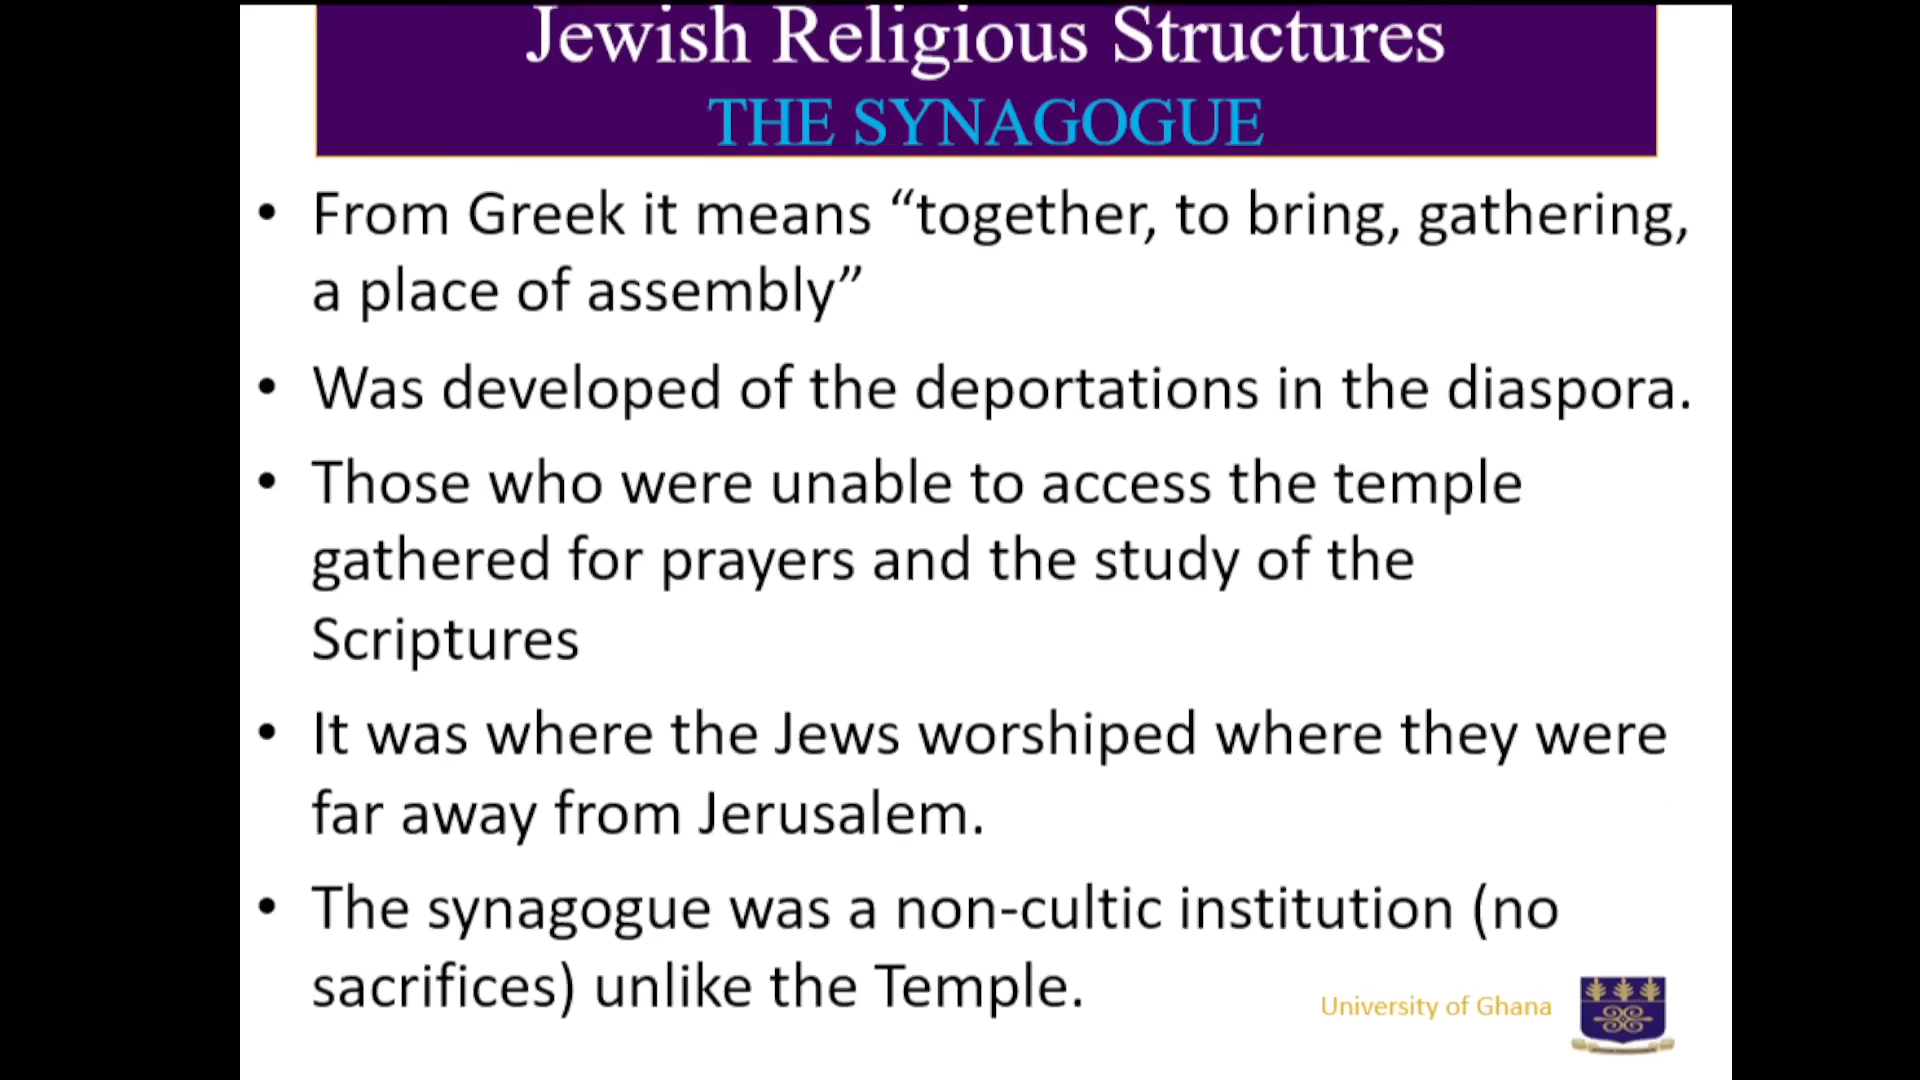 Jewish Religious Structures
THE SYNAGOGUE
• From Greek it means “together, to bring, gathering,
a place of assembly”
• Was developed of the deportations in the diaspora.
• Those who were unable to access the temple
gathered for prayers and the study of the
Scriptures
• It was where the Jews worshiped where they were
far away from Jerusalem.
• The synagogue was a non-cultic institution (no
sacrifices) unlike the Temple.
University of Ghana